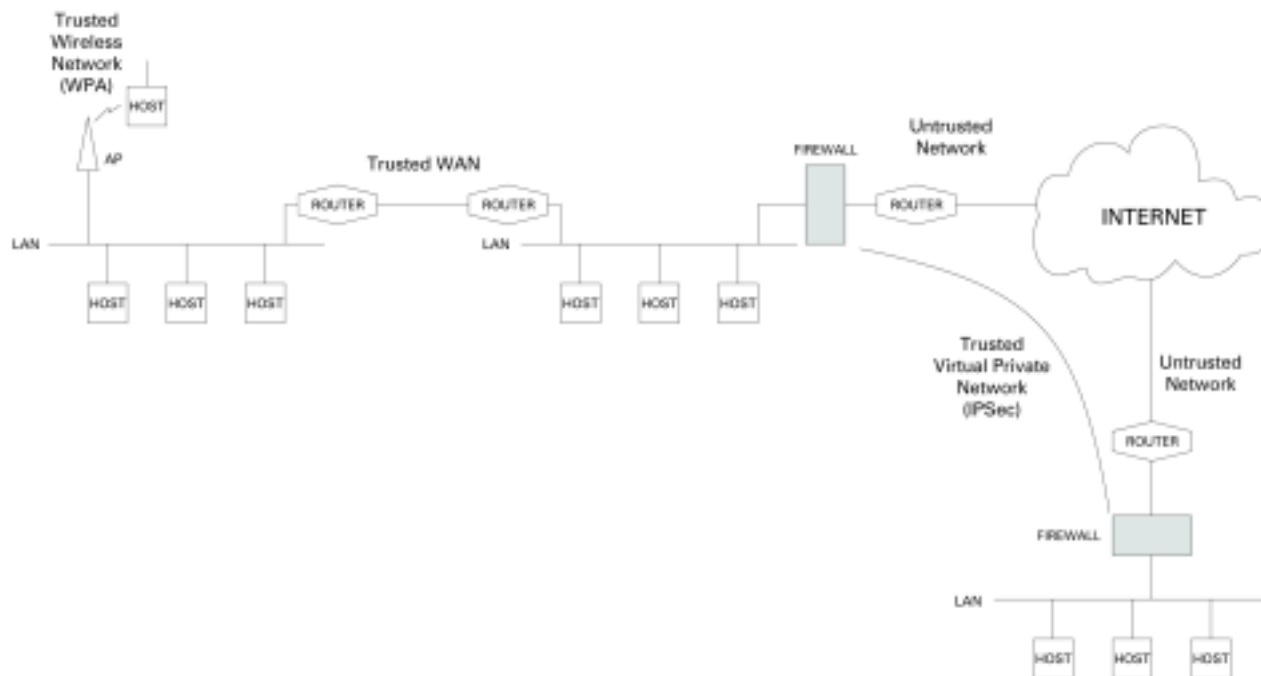 Trusted
Wireless
Network
(WPA)
HOST
AP
Trusted WAN
ROUTER
ROUTER
LAN
HOST
HOST
HOST
LAN
HOST
HOST
HOST
FIREWALL
Untrusted
Network
ROUTER
INTERNET
Trusted
Virtual Private
Network
(IPSec)
Untrusted
Network
ROUTER
FIREWALL
LAN
HOST
HOST
HOST